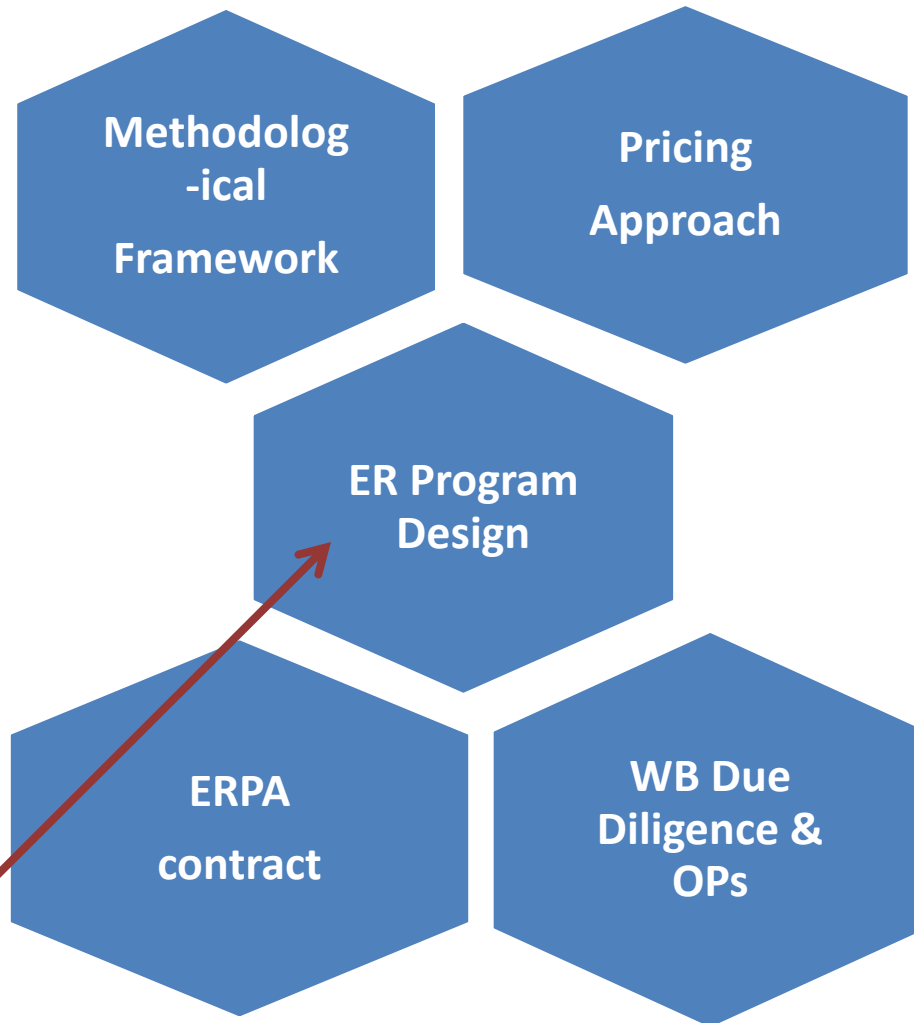 Methodolog
-ical
Framework
Pricing
Approach
ER Program
Design
ERPA
contract
WB Due
Diligence &
OPs